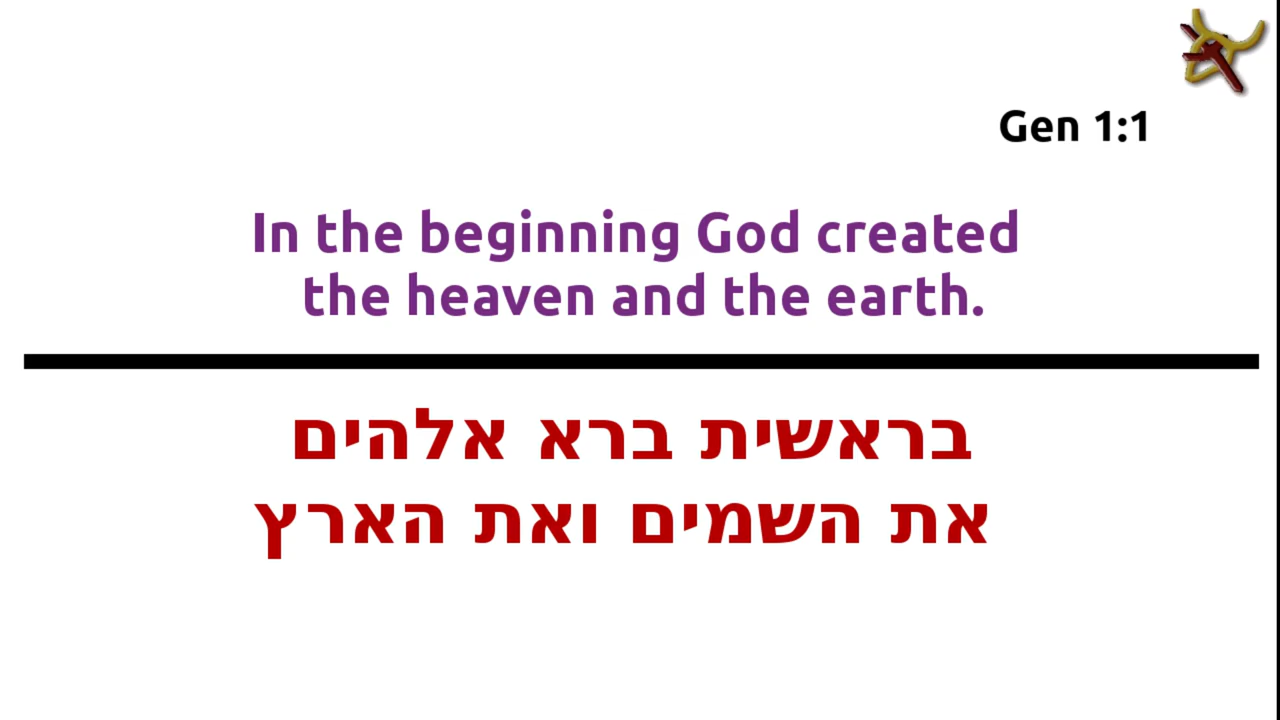 Gen 1:1
In the beginning God created
the heaven and the earth.
בראשית ברא אלהים
את השמים ואת הארץ